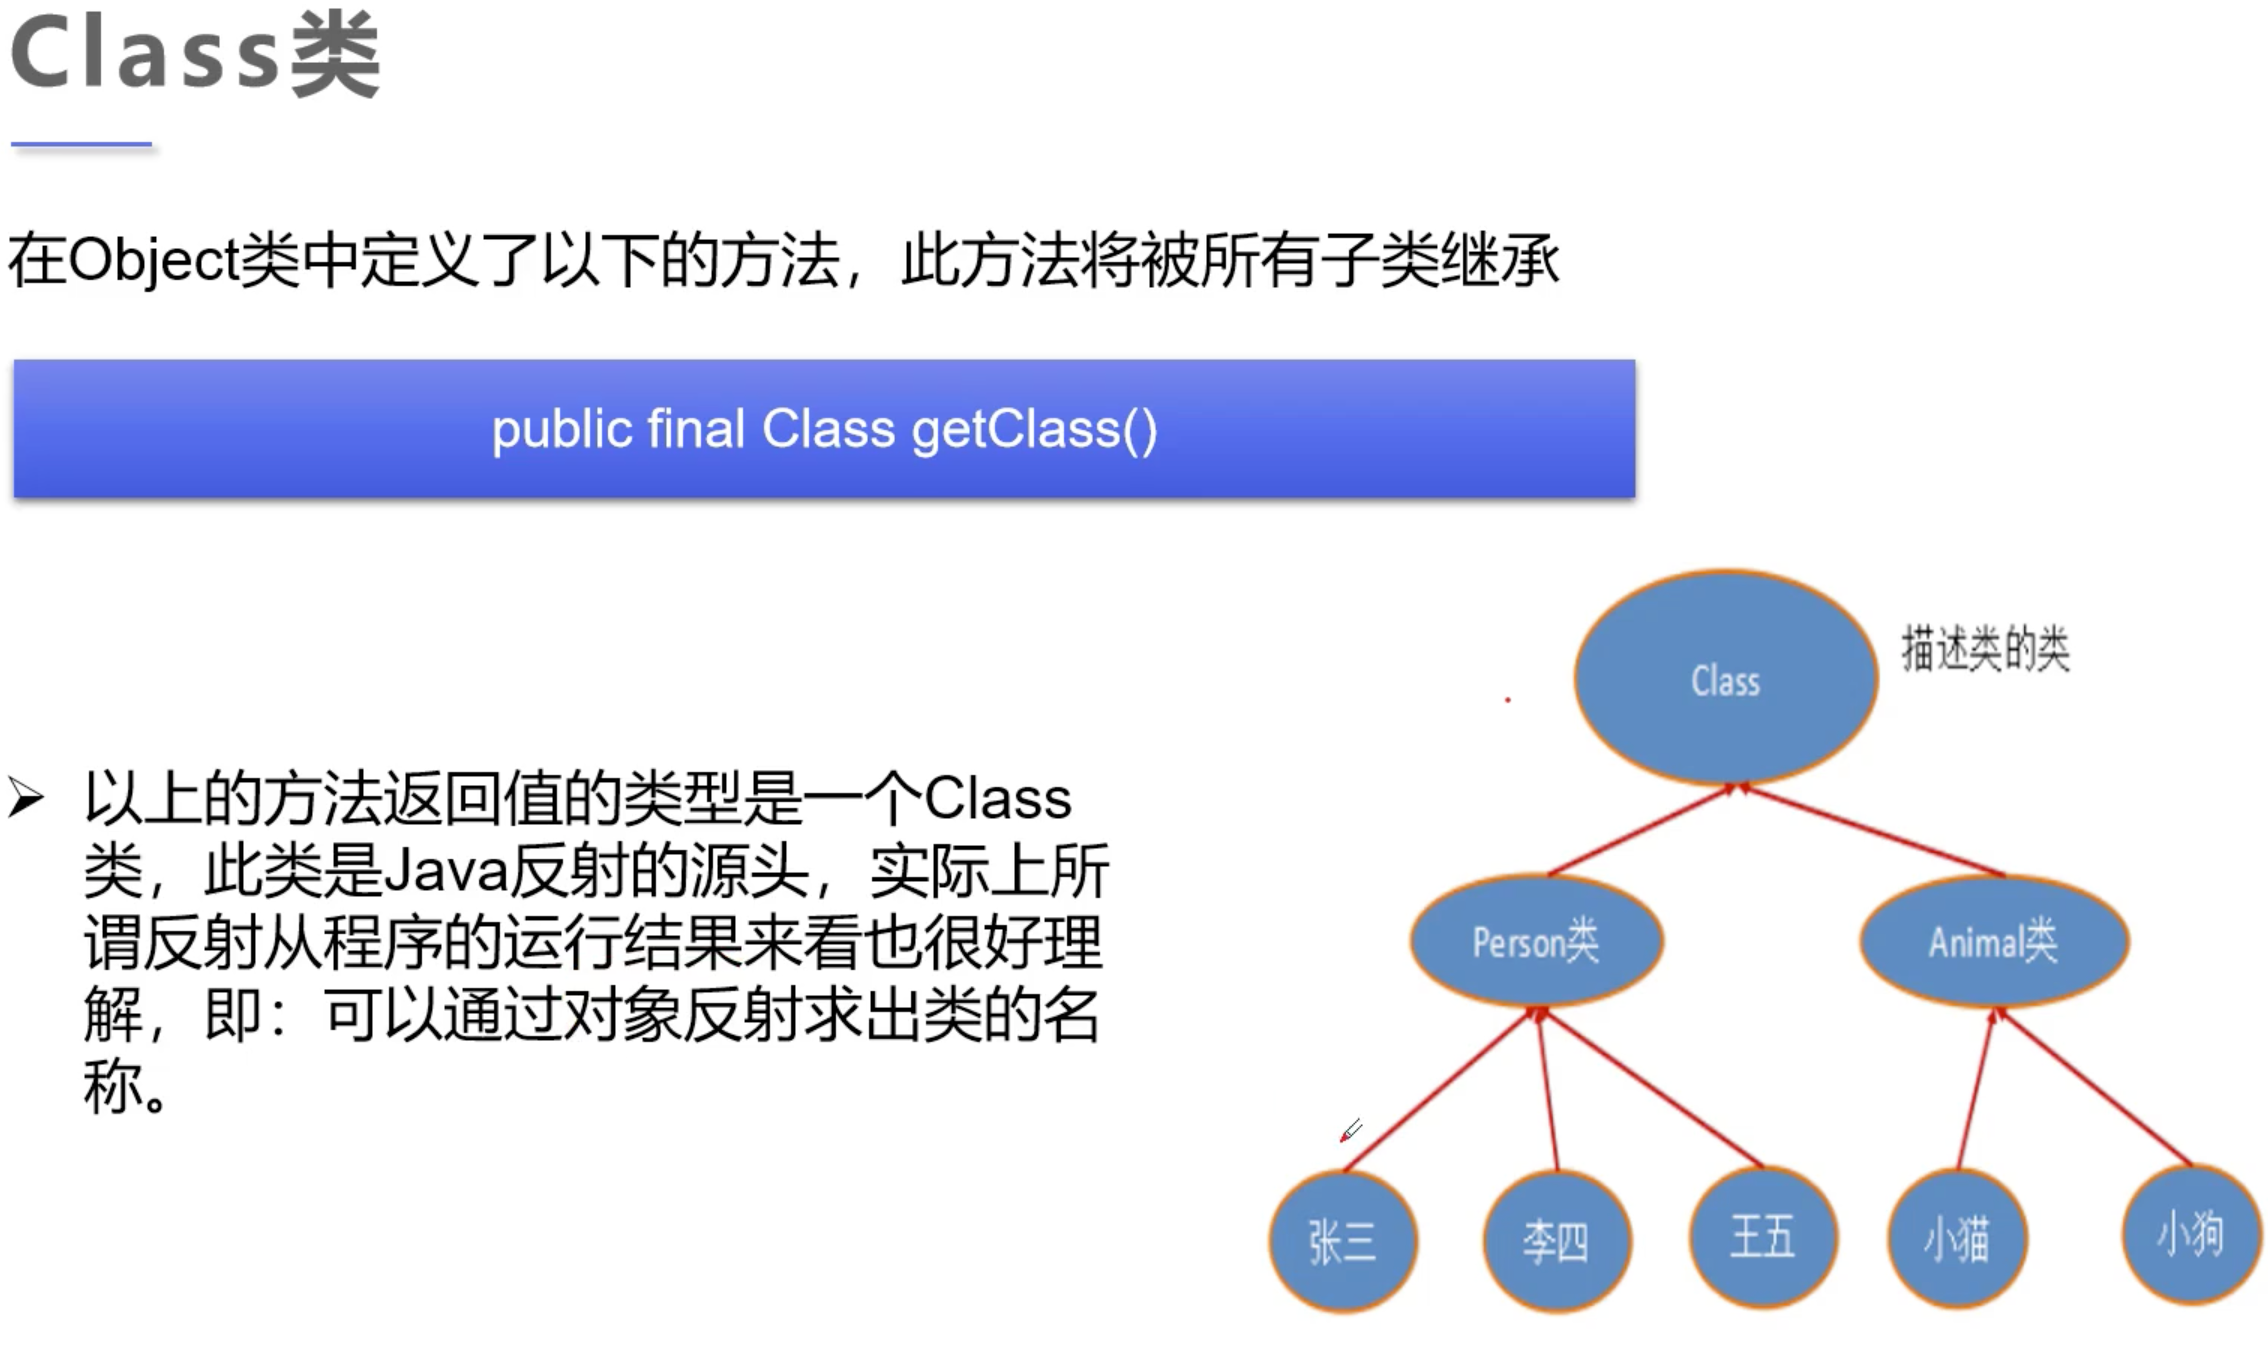 Class类
在Object类中定义了以下的方法，此方法将被所有子类继承
public final Class getClass()
Class
描述类的类
以上的方法返回值的类型是一个Class
类，此类是Java反射的源头，实际上所
谓反射从程序的运行结果来看也很好理
解，即：可以通过对象反射求出类的名
称。
Person类
Animal类
张三
李四
王五
小猫
小狗